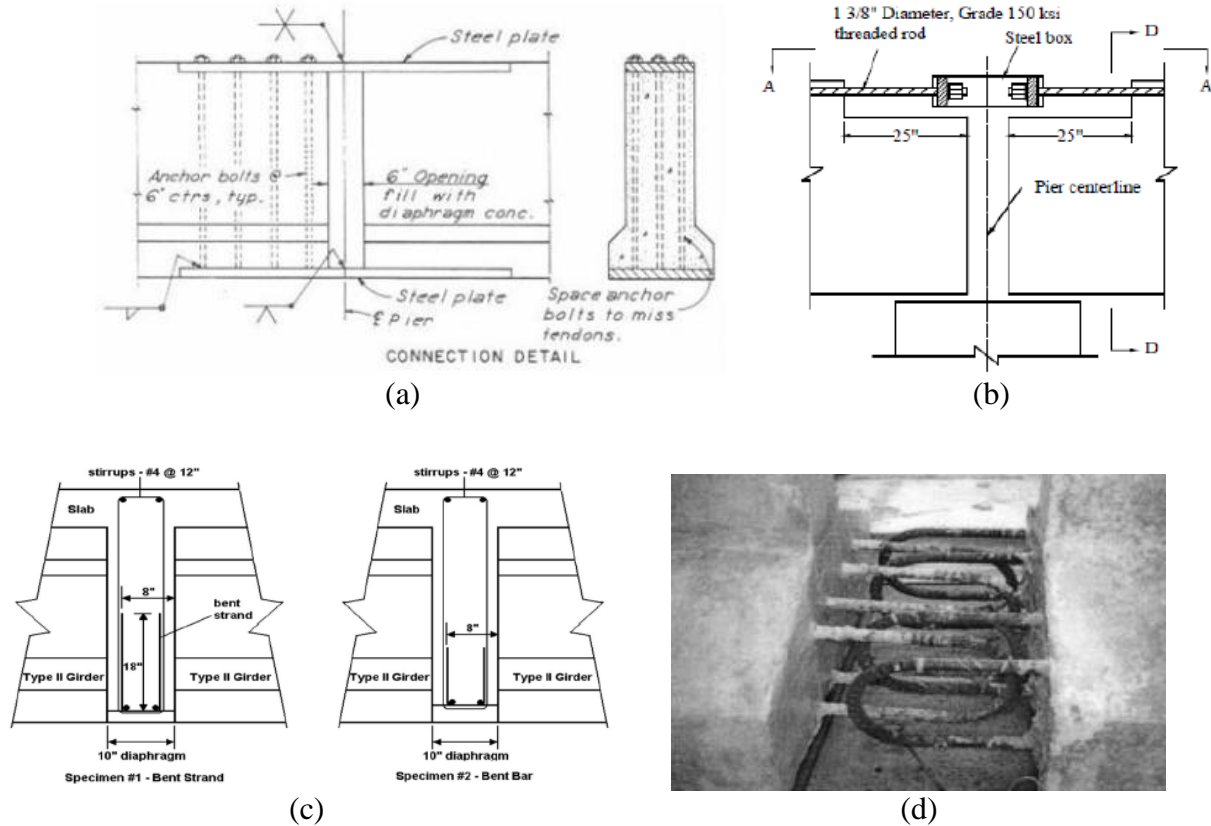 Steel plate
Anchor bolts @
6" ctrs, typ.
6" Opening
fill with
diaphragm conc.
Steel plate
℄ Pier
Space anchor
bolts to miss
tendons.
CONNECTION DETAIL
(a)
1 3/8" Diameter, Grade 150 ksi
threaded rod
Steel box
D
A
A
25"
25"
Pier centerline
D
(b)
stirrups - #4 @ 12"
Slab
8"
bent
strand
18"
Type II Girder
Type II Girder
10" diaphragm
Specimen #1 - Bent Strand
stirrups - #4 @ 12"
Slab
8"
Type II Girder
Type II Girder
10" diaphragm
Specimen #2 - Bent Bar
(c)
(d)